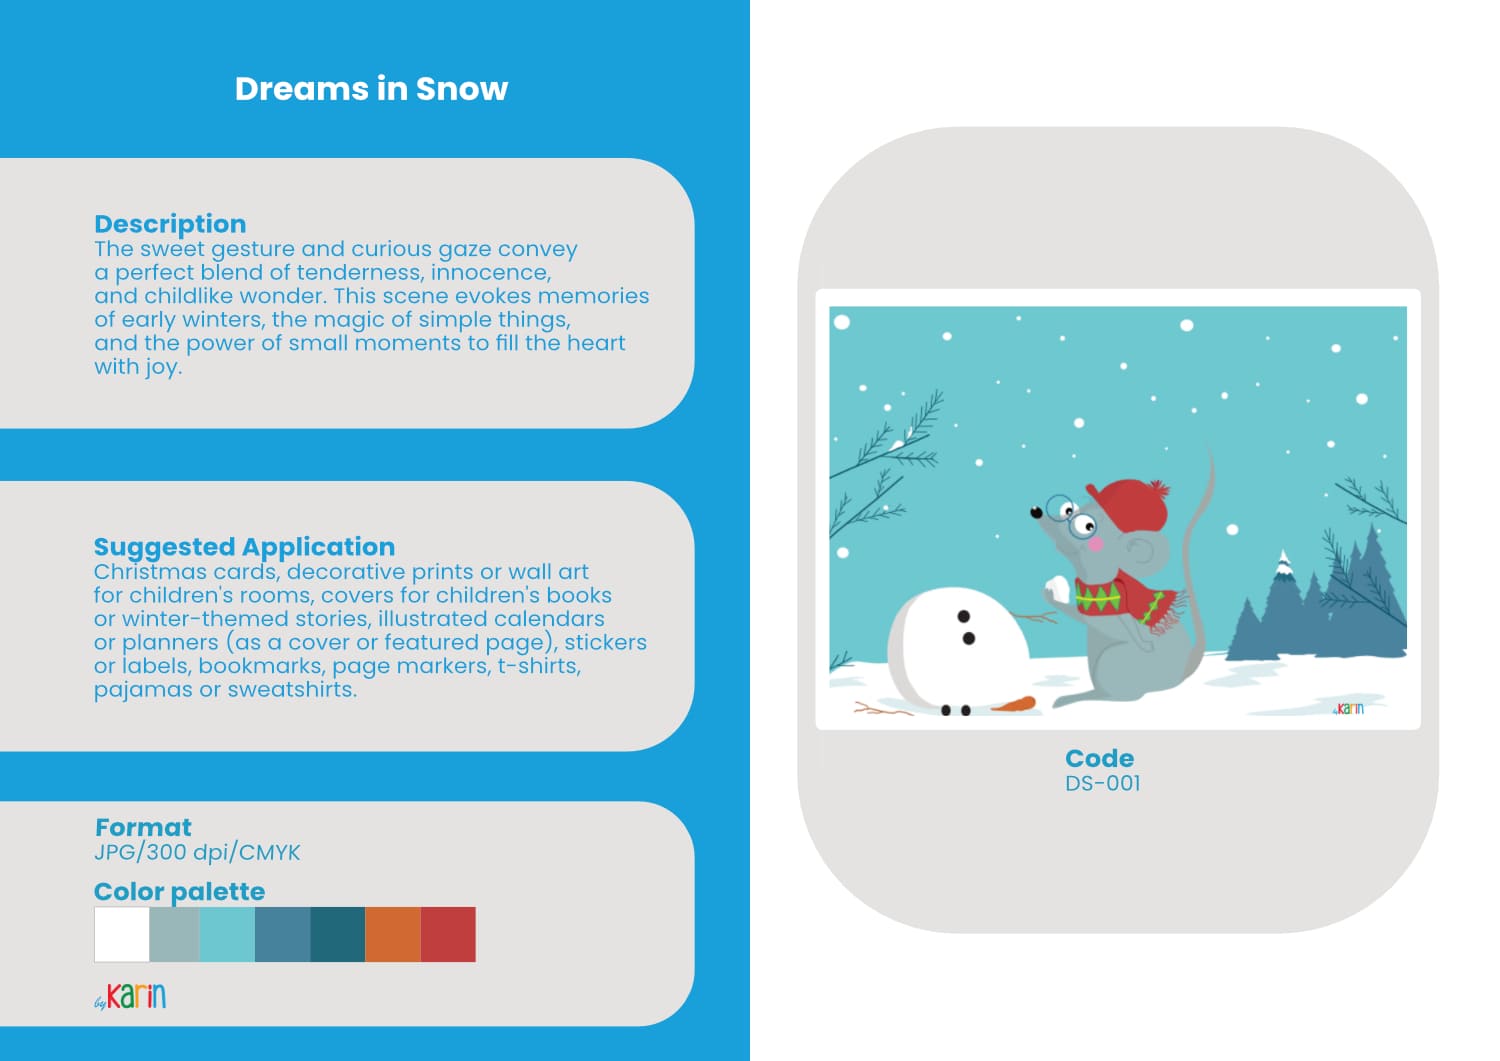 Dreams in Snow
Description
The sweet gesture and curious gaze convey
a perfect blend of tenderness, innocence,
and childlike wonder. This scene evokes memories
of early winters, the magic of simple things,
and the power of small moments to fill the heart
with joy.
Suggested Application
Christmas cards, decorative prints or wall art
for children's rooms, covers for children's books
or winter-themed stories, illustrated calendars
or planners (as a cover or featured page), stickers
or labels, bookmarks, page markers, t-shirts,
pajamas or sweatshirts.
Format
JPG/300 dpi/CMYK
Color palette
by Karin
by Karin
Code
DS-001